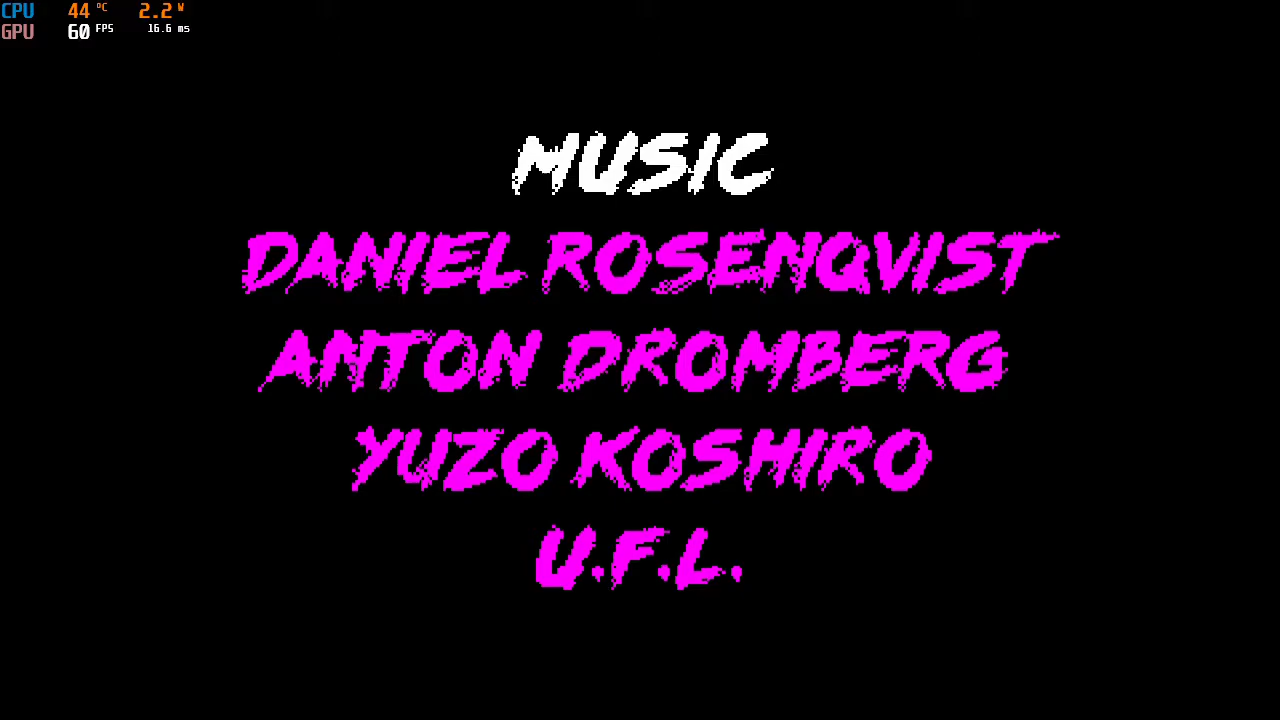 CPU 44 °C 2.2 W
GPU 60 FPS 16.6 ms
MUSIC
DANIEL ROSENQVIST
ANTON DROMBERG
YUZO KOSHIRO
U.F.L.